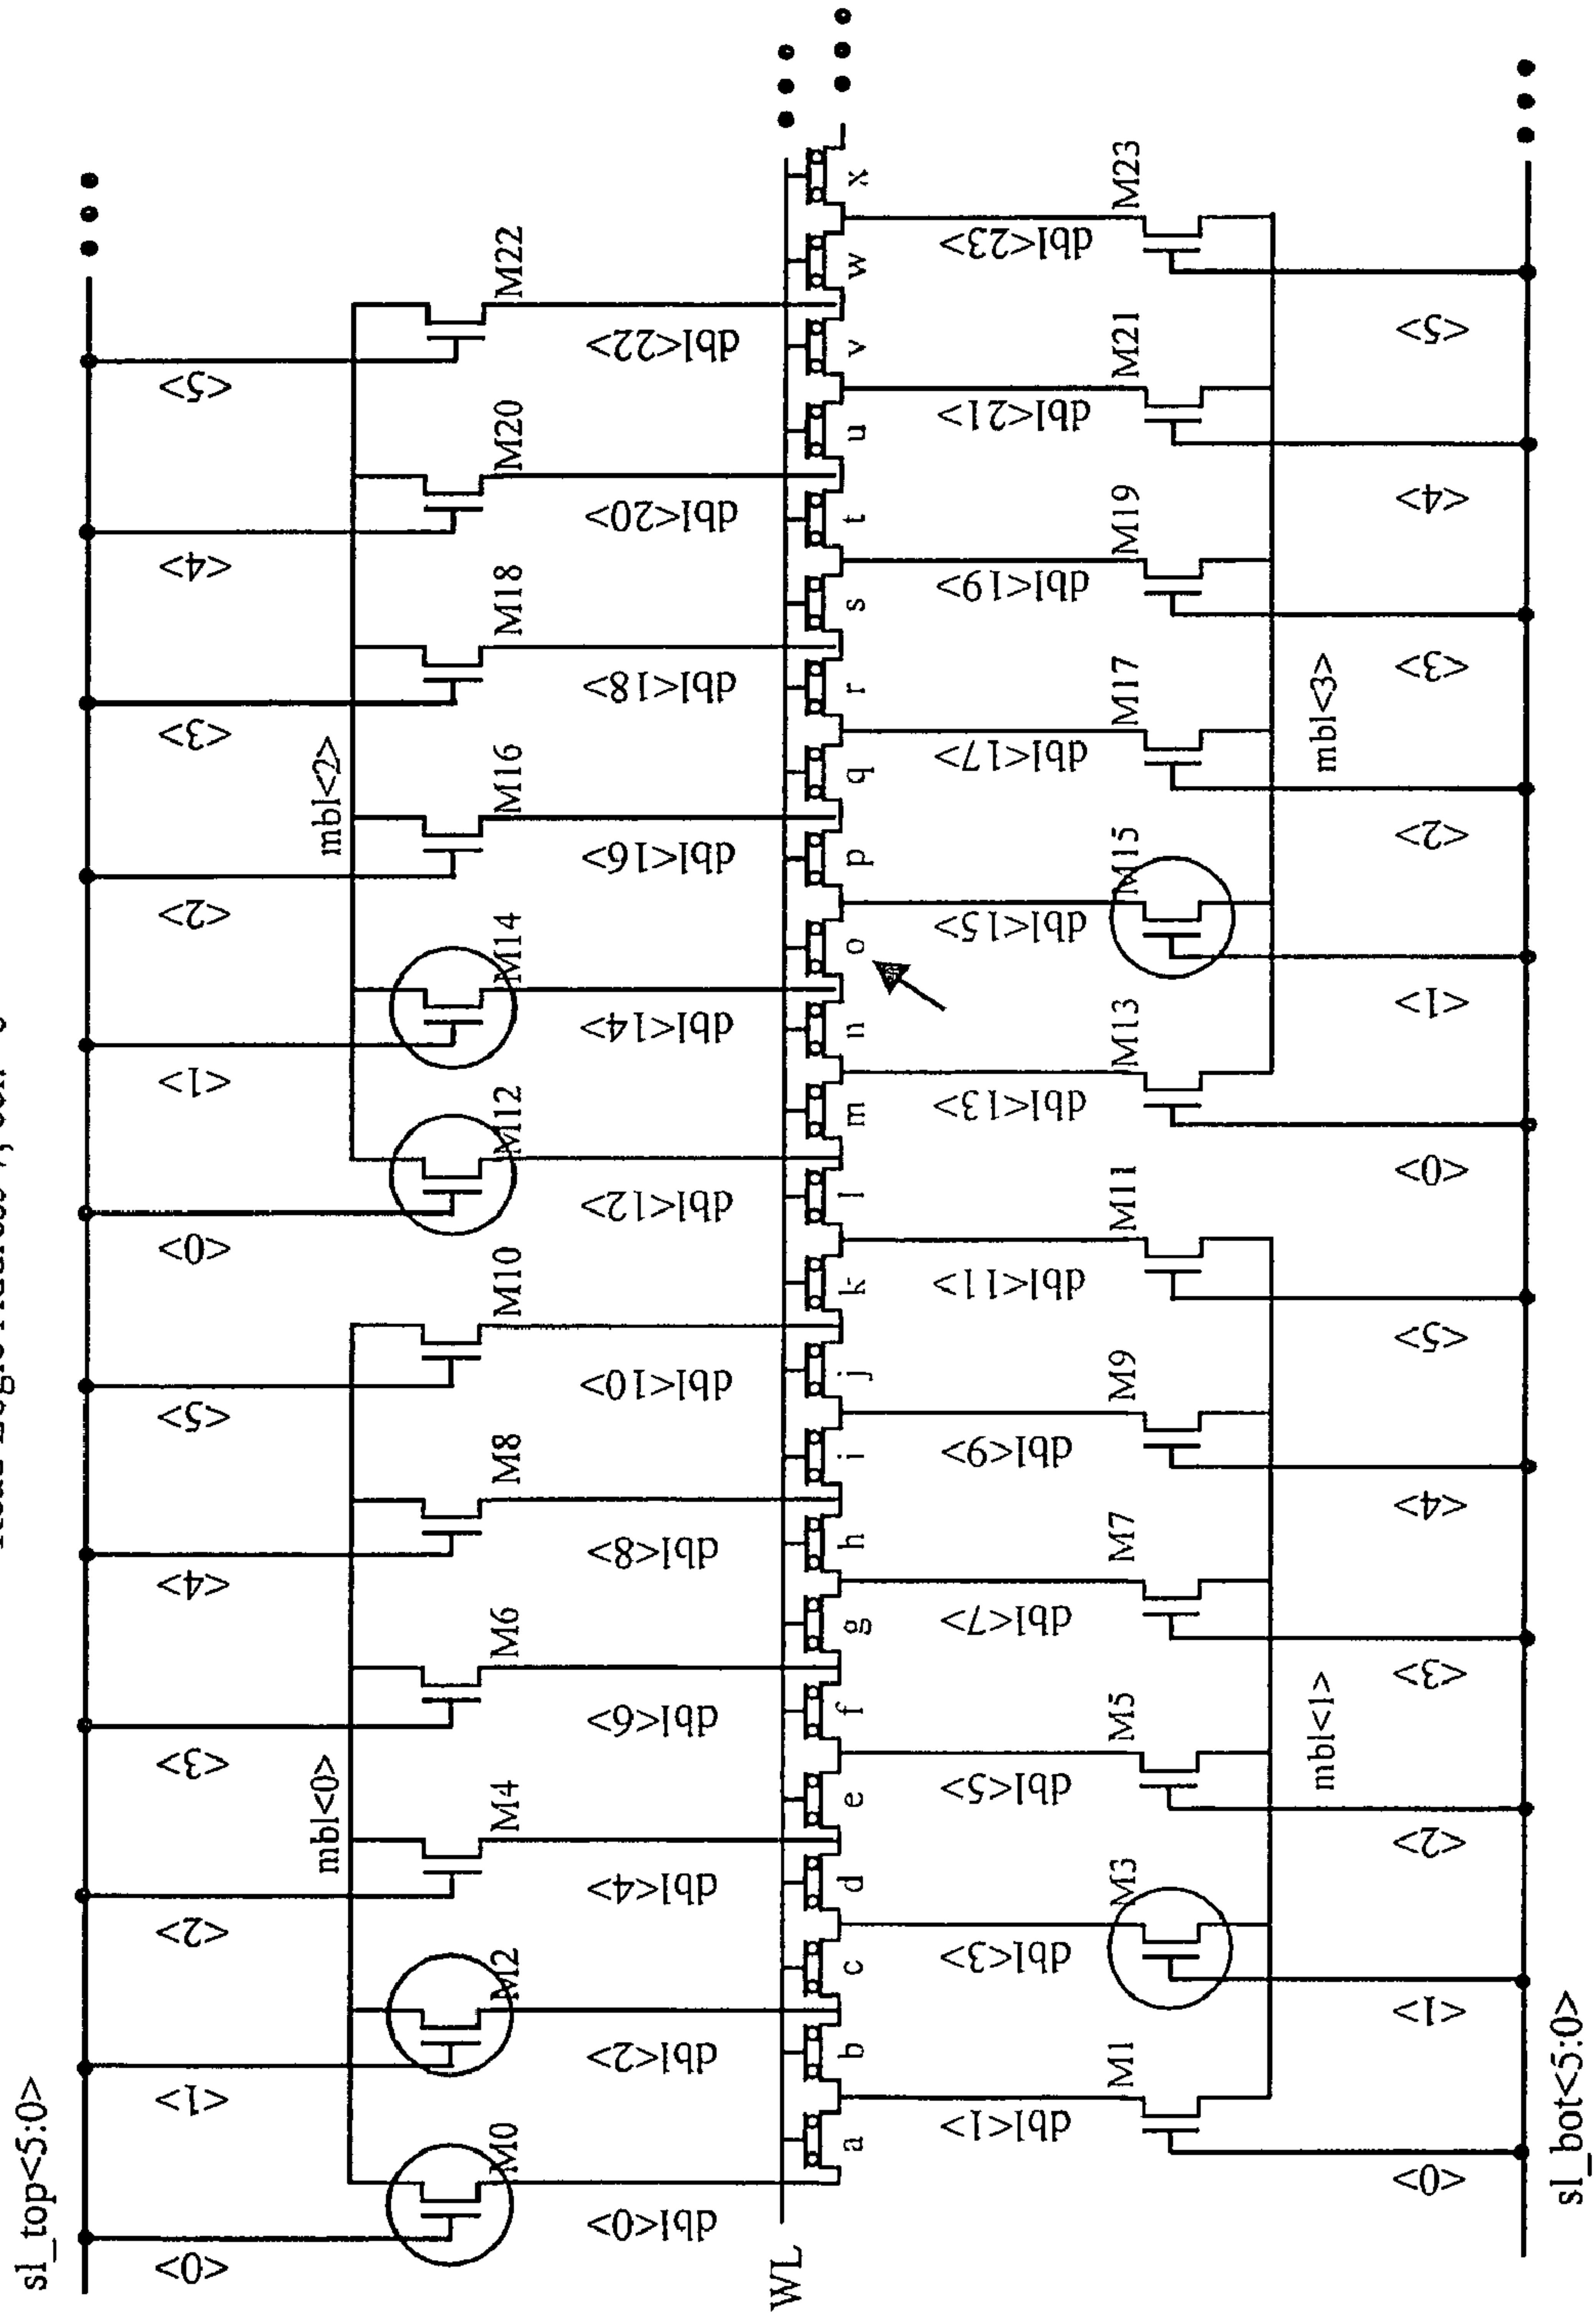 sl_top<5:0>
<0>
<1>
<2>
<3>
<4>
<5>
<0>
<1>
<2>
<3>
<4>
<5>
mbl<0>
mbl<2>
M0
M2
M4
M6
M8
M10
M12
M14
M16
M18
M20
M22
dbl<0>
dbl<2>
dbl<4>
dbl<6>
dbl<8>
dbl<10>
dbl<12>
dbl<14>
dbl<16>
dbl<18>
dbl<20>
dbl<22>
WL
a
b
c
d
e
f
g
h
i
j
k
l
m
n
o
p
q
r
s
t
u
v
w
x
dbl<1>
dbl<3>
dbl<5>
dbl<7>
dbl<9>
dbl<11>
dbl<13>
dbl<15>
dbl<17>
dbl<19>
dbl<21>
dbl<23>
M1
M3
M5
M7
M9
M11
M13
M15
M17
M19
M21
M23
mbl<1>
mbl<3>
<0>
<1>
<2>
<3>
<4>
<5>
<0>
<1>
<2>
<3>
<4>
<5>
sl_bot<5:0>